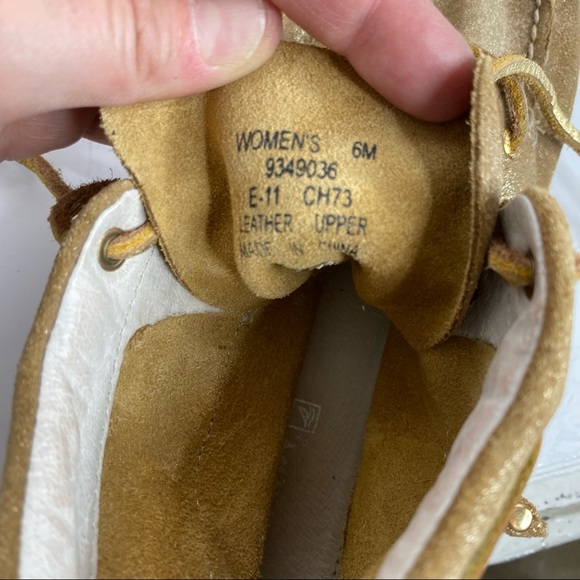 WOMEN'S 6M
9349036
E-11 CH73
LEATHER UPPER
MADE IN CHINA